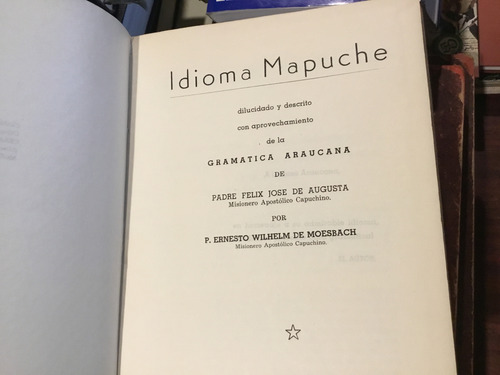 Idioma Mapuche
dilucidado y descrito
con aprovechamiento
de la
GRAMATICA ARAUCANA
DE
PADRE FELIX JOSE DE AUGUSTA
Misionero Apostólico Capuchino.
POR
P. ERNESTO WILHELM DE MOESBACH
Misionero Apostólico Capuchino.